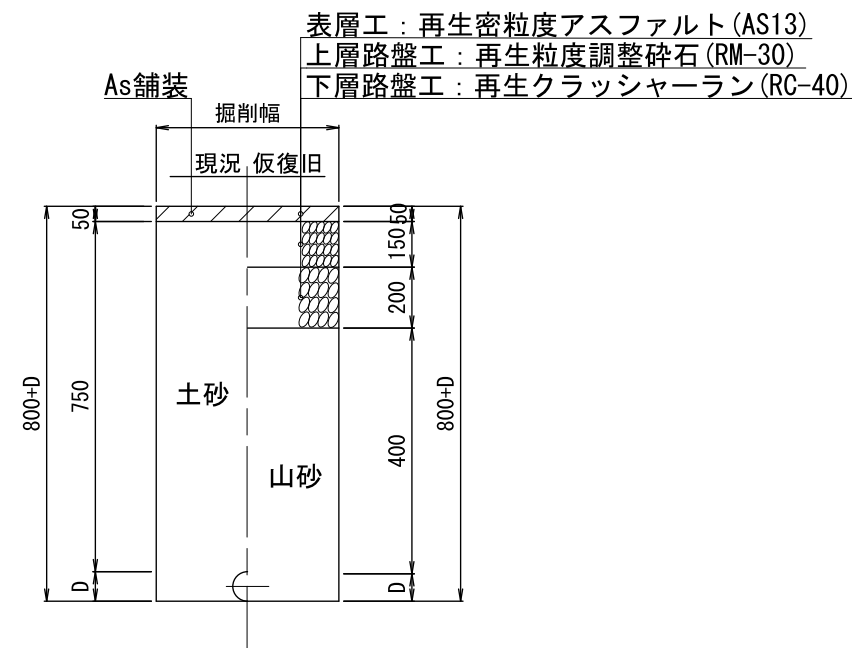 表層工：再生密粒度アスファルト(AS13)
上層路盤工：再生粒度調整砕石(RM-30)
下層路盤工：再生クラッシャーラン(RC-40)
As舗装
掘削幅
現況 仮復旧
50
50
150
200
800+D
750
土砂
400
800+D
山砂
D
D